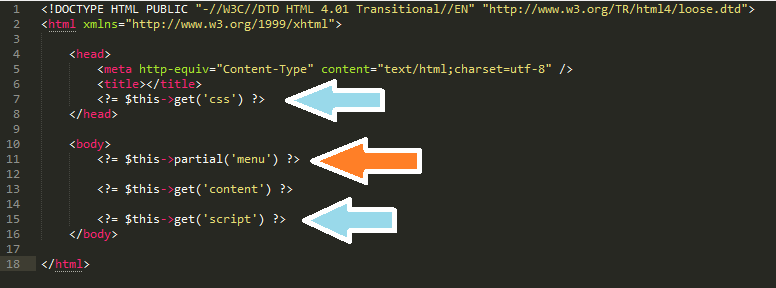 1 <!DOCTYPE HTML PUBLIC "-//W3C//DTD HTML 4.01 Transitional//EN" "http://www.w3.org/TR/html4/loose.dtd">
2 <html xmlns="http://www.w3.org/1999/xhtml">
3
4 <head>
5 <meta http-equiv="Content-Type" content="text/html;charset=utf-8" />
6 <title></title>
7 <?= $this->get('css') ?>
8 </head>
9
10 <body>
11 <?= $this->partial('menu') ?>
12
13 <?= $this->get('content') ?>
14
15 <?= $this->get('script') ?>
16 </body>
17
18 </html>